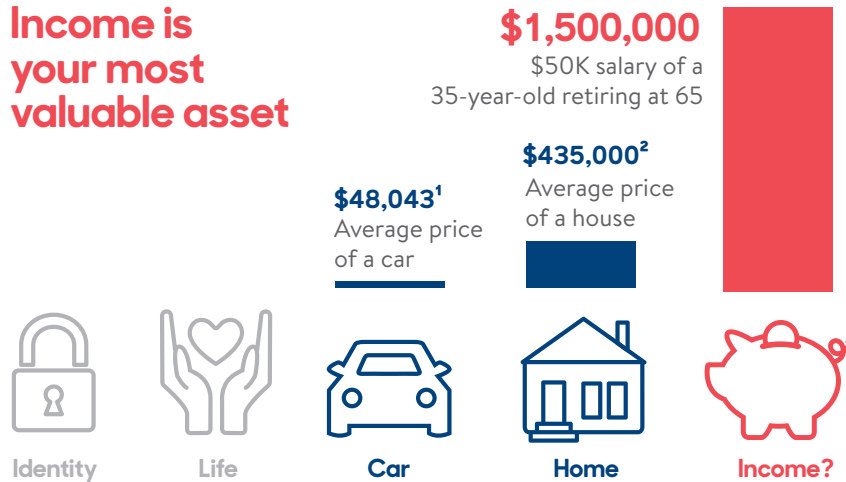 Income is
your most
valuable asset
$1,500,000
$50K salary of a
35-year-old retiring at 65
$435,000²
Average price
of a house
$48,043¹
Average price
of a car
Identity
Life
Car
Home
Income?